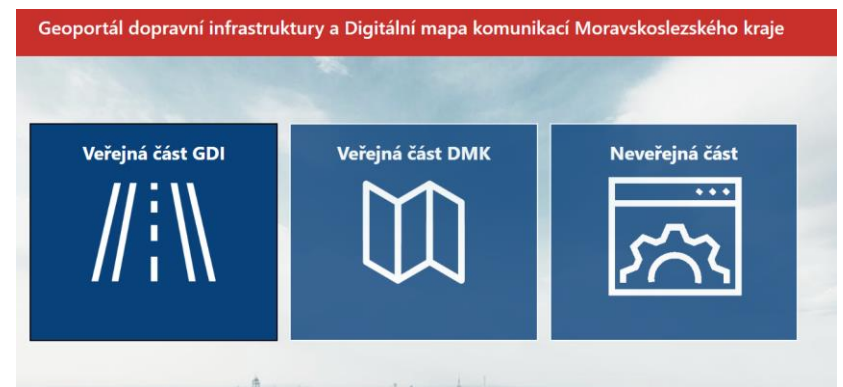 Geoportál dopravní infrastruktury a Digitální mapa komunikací Moravskoslezského kraje
Veřejná část GDI
Veřejná část DMK
Neveřejná část